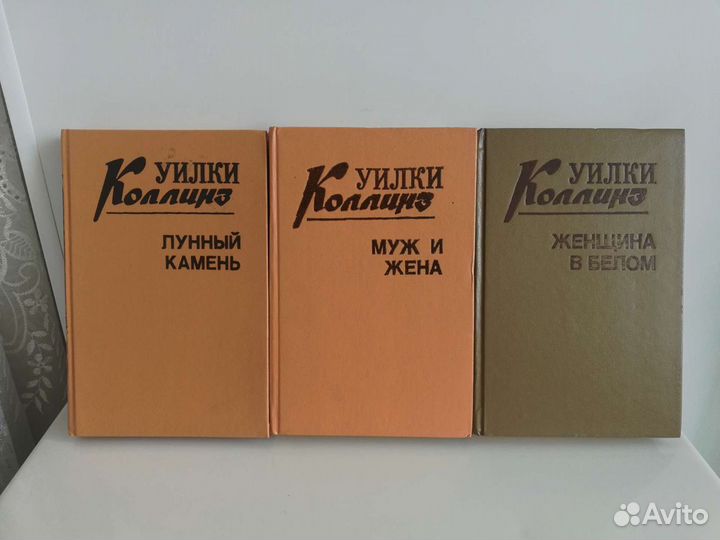 УИЛКИ
Коллинз
ЛУННЫЙ
КАМЕНЬ
УИЛКИ
Коллинз
МУЖ И
ЖЕНА
УИЛКИ
Коллинз
ЖЕНЩИНА
В БЕЛОМ
Avito